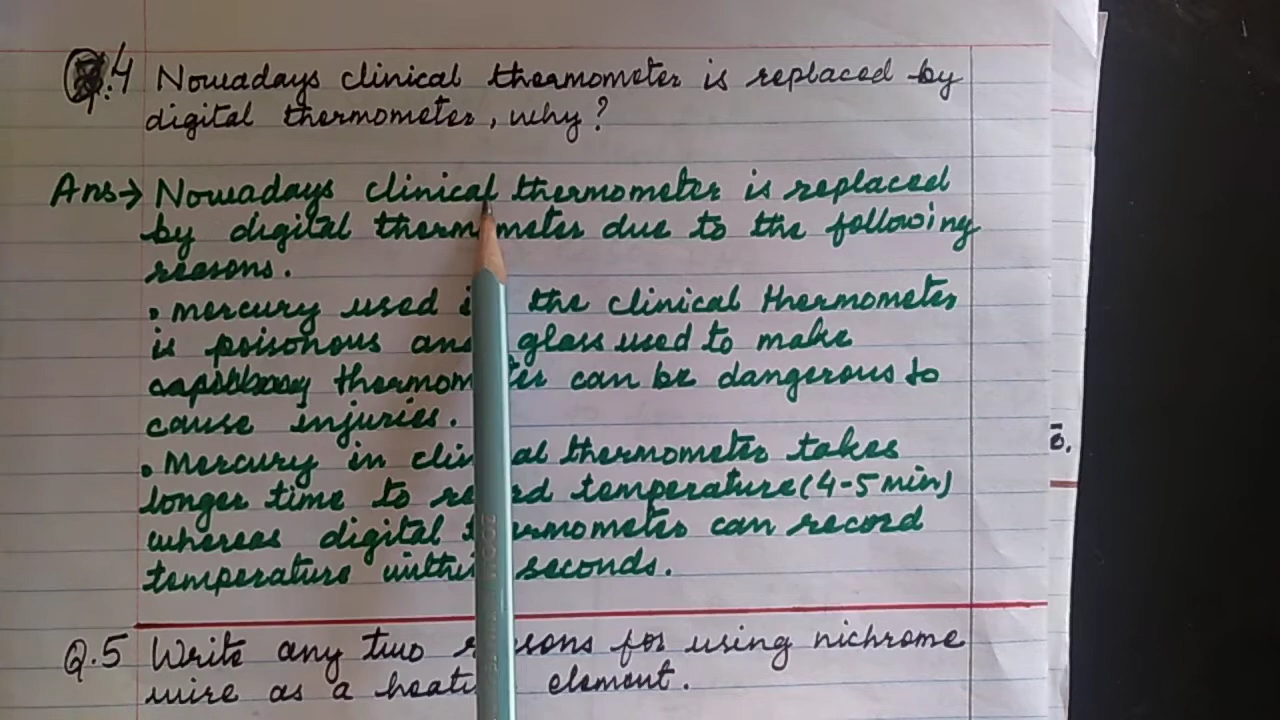 Q.4 Nowadays clinical thermometer is replaced by
digital thermometer, why?
Ans→ Nowadays clinical thermometer is replaced
by digital thermometer due to the following
reasons.
• Mercury used the clinical thermometer
is poisonous and glass used to make
thermometer can be dangerous to
cause injuries.
• Mercury in clinical thermometer takes
longer time to record temperature (4-5 min)
whereas digital thermometer can record
temperature within seconds.
Q.5 Write any two reasons for using nichrome
wire as a heating element.